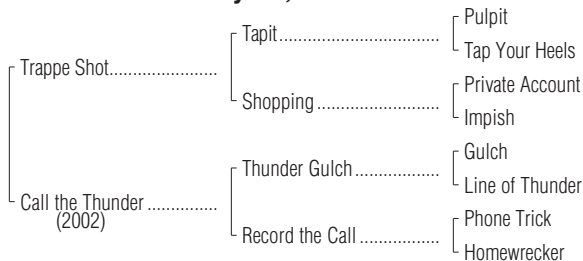 Pulpit
Tapit
Tap Your Heels
Trappe Shot
Private Account
Shopping
Impish
Gulch
Thunder Gulch
Line of Thunder
Call the Thunder
(2002)
Phone Trick
Record the Call
Homewrecker